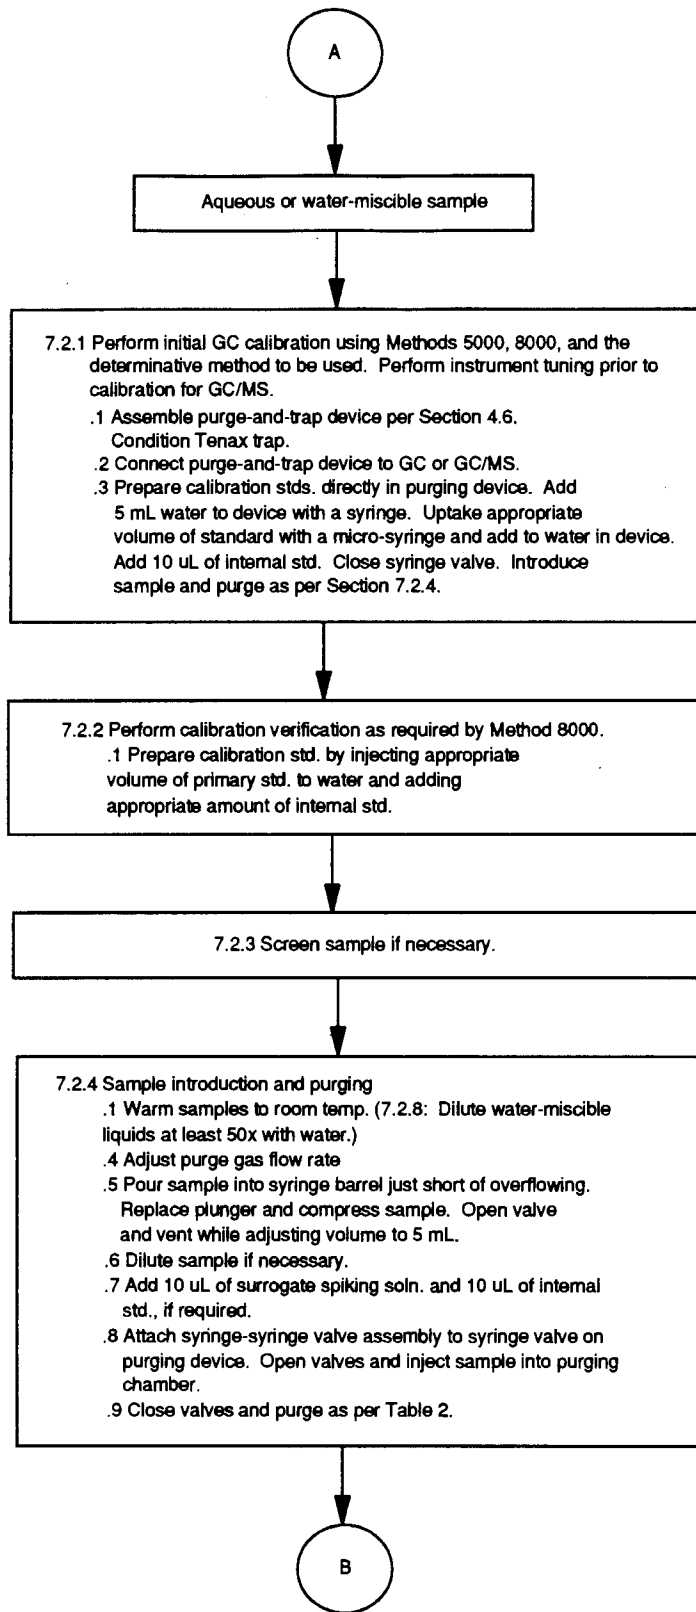 A
Aqueous or water-miscible sample
7.2.1 Perform initial GC calibration using Methods 5000, 8000, and the
determinative method to be used. Perform instrument tuning prior to
calibration for GC/MS.
.1 Assemble purge-and-trap device per Section 4.6.
Condition Tenax trap.
.2 Connect purge-and-trap device to GC or GC/MS.
.3 Prepare calibration stds. directly in purging device. Add
5 mL water to device with a syringe. Uptake appropriate
volume of standard with a micro-syringe and add to water in device.
Add 10 uL of internal std. Close syringe valve. Introduce
sample and purge as per Section 7.2.4.
7.2.2 Perform calibration verification as required by Method 8000.
.1 Prepare calibration std. by injecting appropriate
volume of primary std. to water and adding
appropriate amount of internal std.
7.2.3 Screen sample if necessary.
7.2.4 Sample introduction and purging
.1 Warm samples to room temp. (7.2.8: Dilute water-miscible
liquids at least 50x with water.)
.4 Adjust purge gas flow rate
.5 Pour sample into syringe barrel just short of overflowing.
Replace plunger and compress sample. Open valve
and vent while adjusting volume to 5 mL.
.6 Dilute sample if necessary.
.7 Add 10 uL of surrogate spiking soln. and 10 uL of internal
std., if required.
.8 Attach syringe-syringe valve assembly to syringe valve on
purging device. Open valves and inject sample into purging
chamber.
.9 Close valves and purge as per Table 2.
B